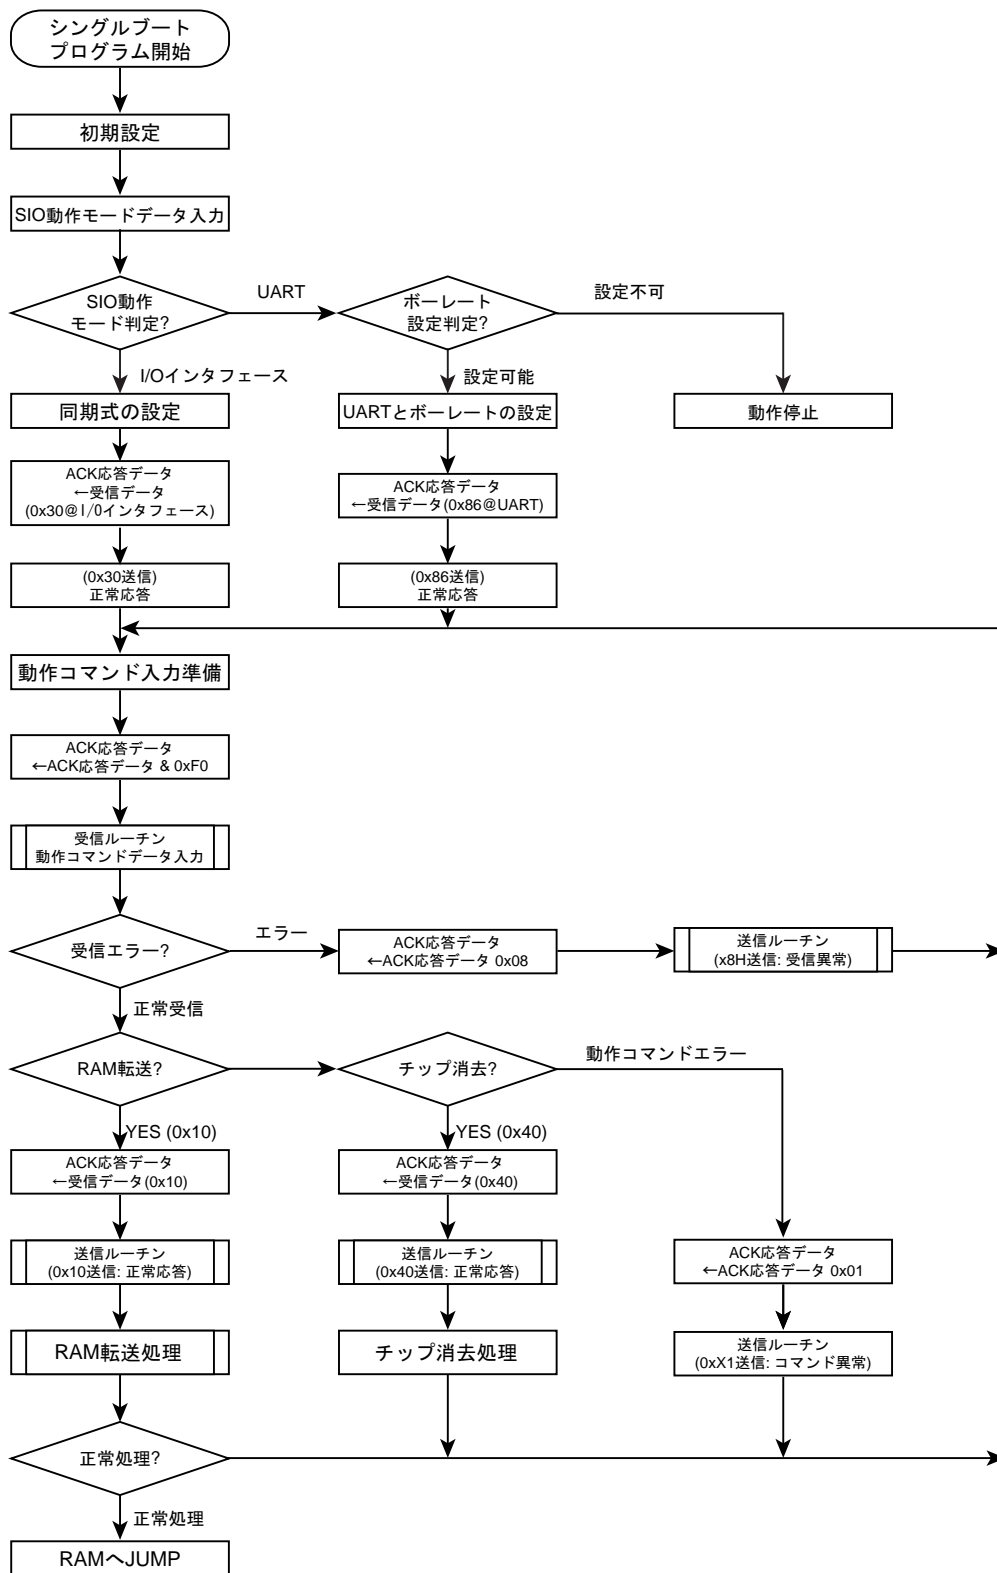 シングルブート
プログラム開始
初期設定
SIO動作モードデータ入力
SIO動作
モード判定?
UART
ボーレート
設定判定?
設定不可
I/Oインタフェース
設定可能
同期式の設定
UARTとボーレートの設定
動作停止
ACK応答データ
←受信データ
(0x30@I/0インタフェース)
ACK応答データ
←受信データ(0x86@UART)
(0x30送信)
正常応答
(0x86送信)
正常応答
動作コマンド入力準備
ACK応答データ
←ACK応答データ & 0xF0
受信ルーチン
動作コマンドデータ入力
受信エラー?
エラー
ACK応答データ
←ACK応答データ 0x08
送信ルーチン
(x8H送信: 受信異常)
正常受信
RAM転送?
チップ消去?
動作コマンドエラー
YES (0x10)
YES (0x40)
ACK応答データ
←受信データ(0x10)
ACK応答データ
←受信データ(0x40)
送信ルーチン
(0x10送信: 正常応答)
送信ルーチン
(0x40送信: 正常応答)
ACK応答データ
←ACK応答データ 0x01
RAM転送処理
チップ消去処理
送信ルーチン
(0xX1送信: コマンド異常)
正常処理?
正常処理
RAMへJUMP